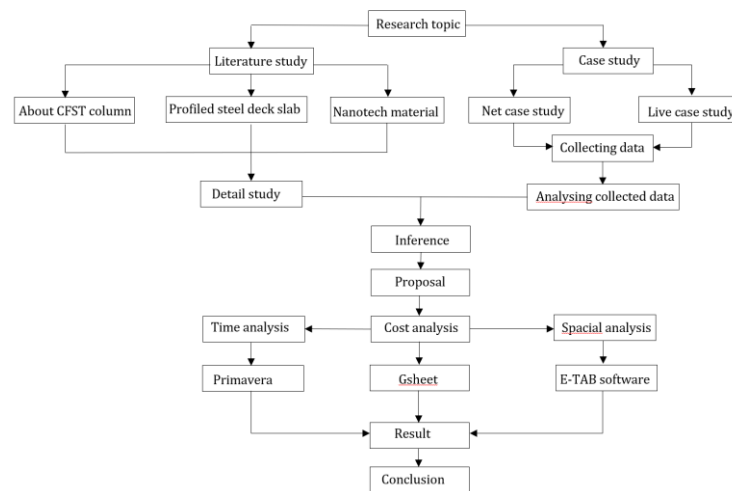 Research topic
Literature study
Case study
About CFST column
Profiled steel deck slab
Nanotech material
Net case study
Live case study
Collecting data
Detail study
Analysing collected data
Inference
Proposal
Time analysis
Cost analysis
Spacial analysis
Primavera
Gsheet
E-TAB software
Result
Conclusion